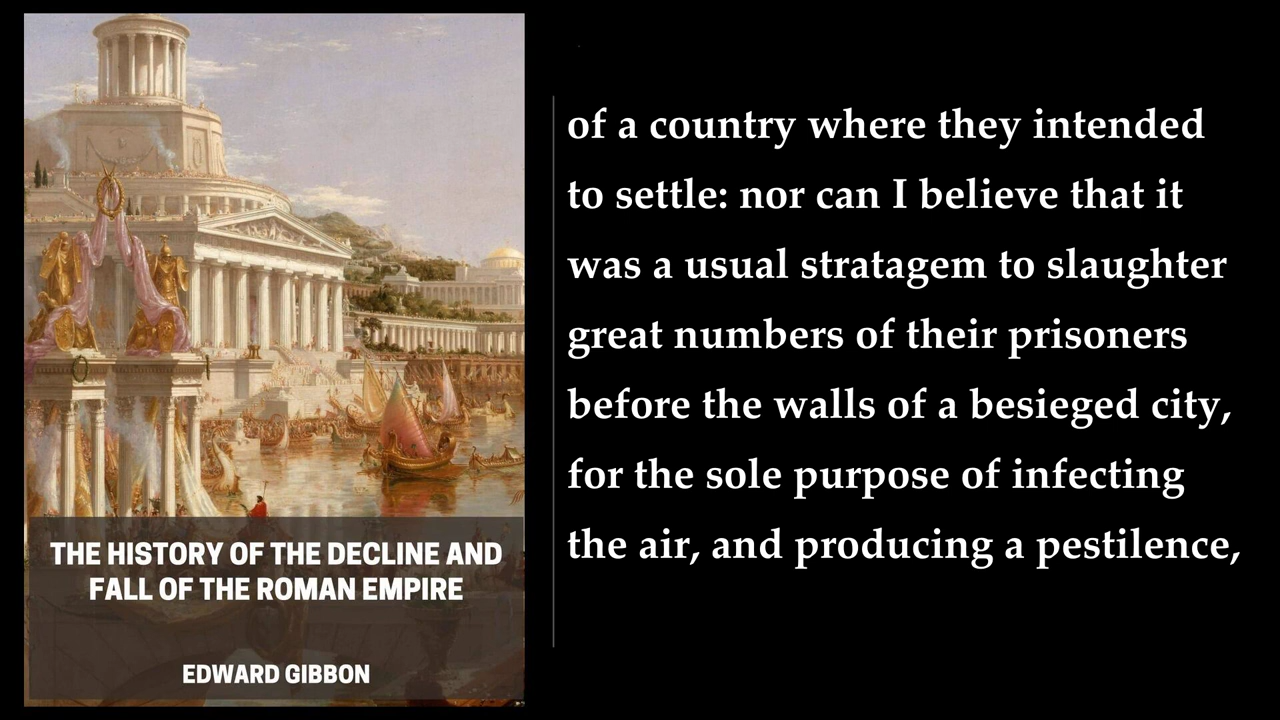 THE HISTORY OF THE DECLINE AND
FALL OF THE ROMAN EMPIRE
EDWARD GIBBON
of a country where they intended
to settle: nor can I believe that it
was a usual stratagem to slaughter
great numbers of their prisoners
before the walls of a besieged city,
for the sole purpose of infecting
the air, and producing a pestilence,